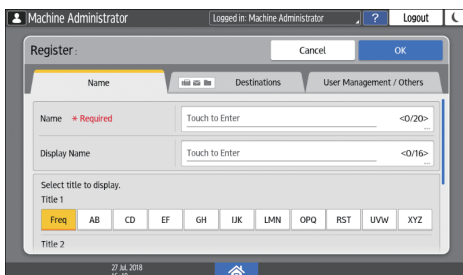 Machine Administrator Logged in: Machine Administrator ? Logout
Register : Cancel OK
Name Destinations User Management / Others
Name * Required Touch to Enter <0/20>
...
Display Name Touch to Enter <0/16>
...
Select title to display.
Title 1
Freq AB CD EF GH IJK LMN OPQ RST UVW XYZ
Title 2
27 Jul. 2018